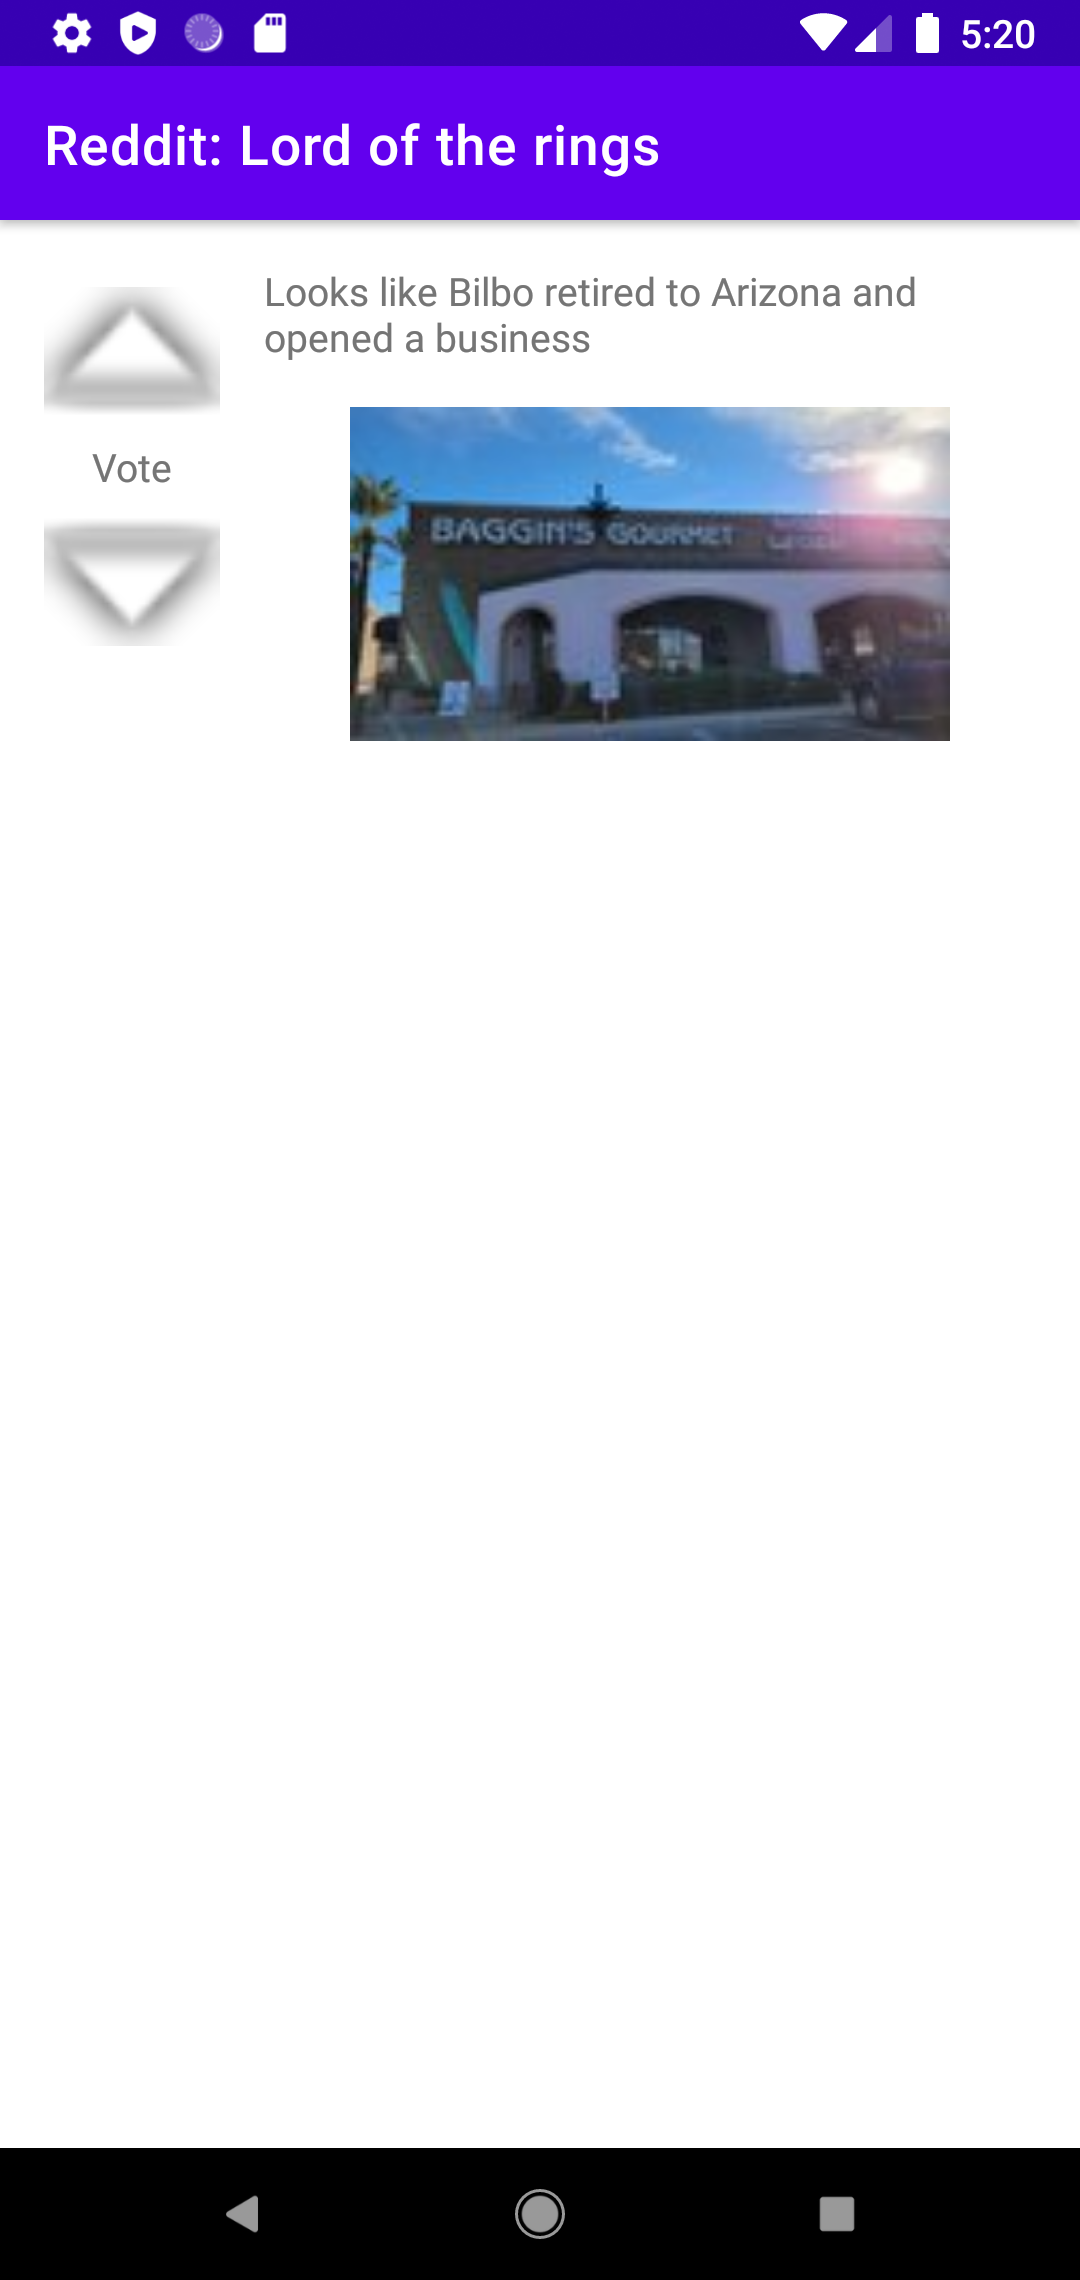 5:20
Reddit: Lord of the rings
Looks like Bilbo retired to Arizona and
opened a business
Vote
BAGGIN'S GOURMET